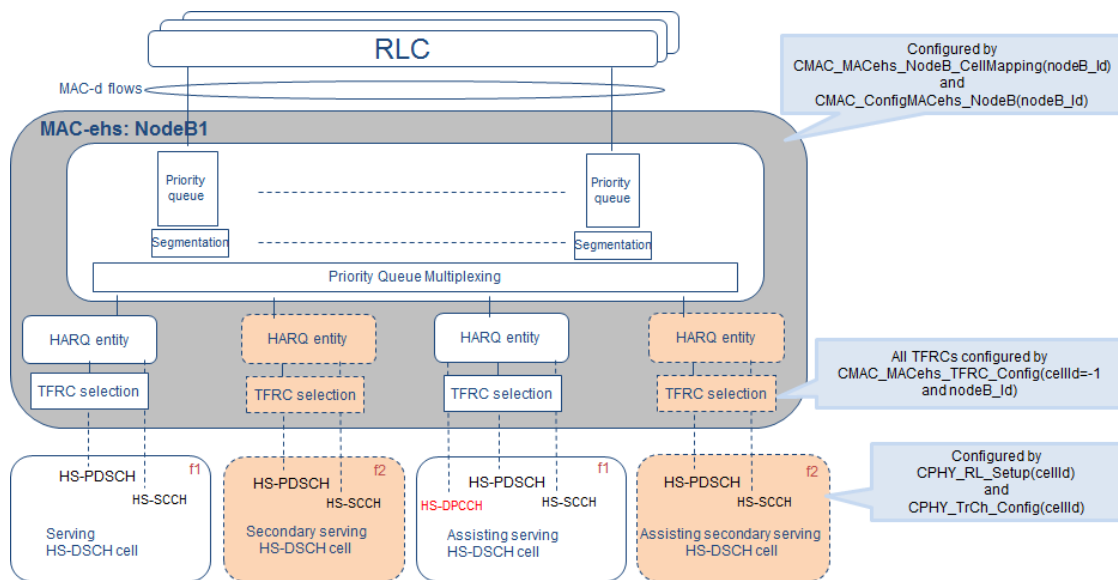 RLC
MAC-d flows
Configured by
CMAC_MACehs_NodeB_CellMapping(nodeB_Id)
and
CMAC_ConfigMACehs_NodeB(nodeB_Id)
MAC-ehs: NodeB1
Priority
queue
Priority
queue
Segmentation
Segmentation
Priority Queue Multiplexing
HARQ entity
HARQ entity
HARQ entity
HARQ entity
TFRC selection
TFRC selection
TFRC selection
TFRC selection
All TFRCs configured by
CMAC_MACehs_TFRC_Config(cellId=-1
and nodeB_Id)
f1
HS-PDSCH
HS-SCCH
Serving
HS-DSCH cell
f2
HS-PDSCH
HS-SCCH
Secondary serving
HS-DSCH cell
f1
HS-PDSCH
HS-DPCCH
HS-SCCH
Assisting serving
HS-DSCH cell
f2
HS-PDSCH
HS-SCCH
Assisting secondary serving
HS-DSCH cell
Configured by
CPHY_RL_Setup(cellId)
and
CPHY_TrCh_Config(cellId)